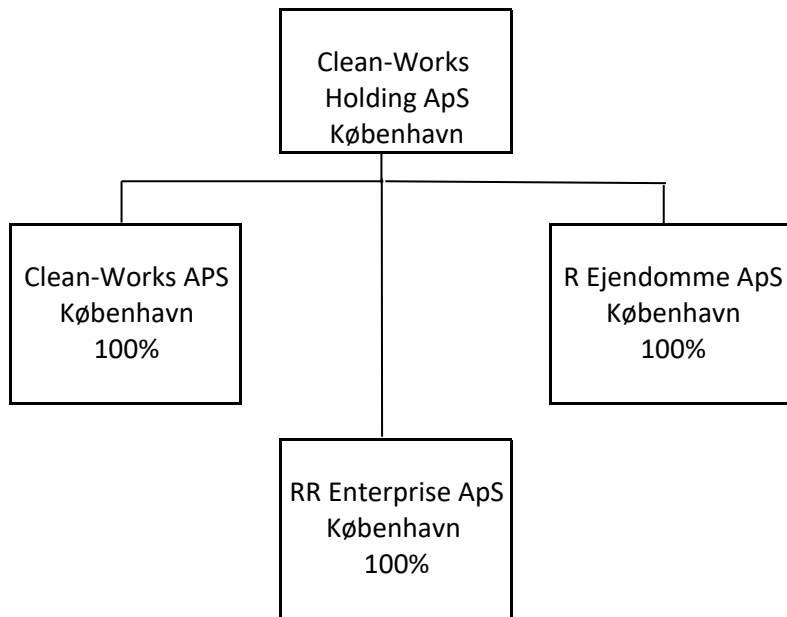 Clean-Works
Holding ApS
København
Clean-Works APS
København
100%
R Ejendomme ApS
København
100%
RR Enterprise ApS
København
100%